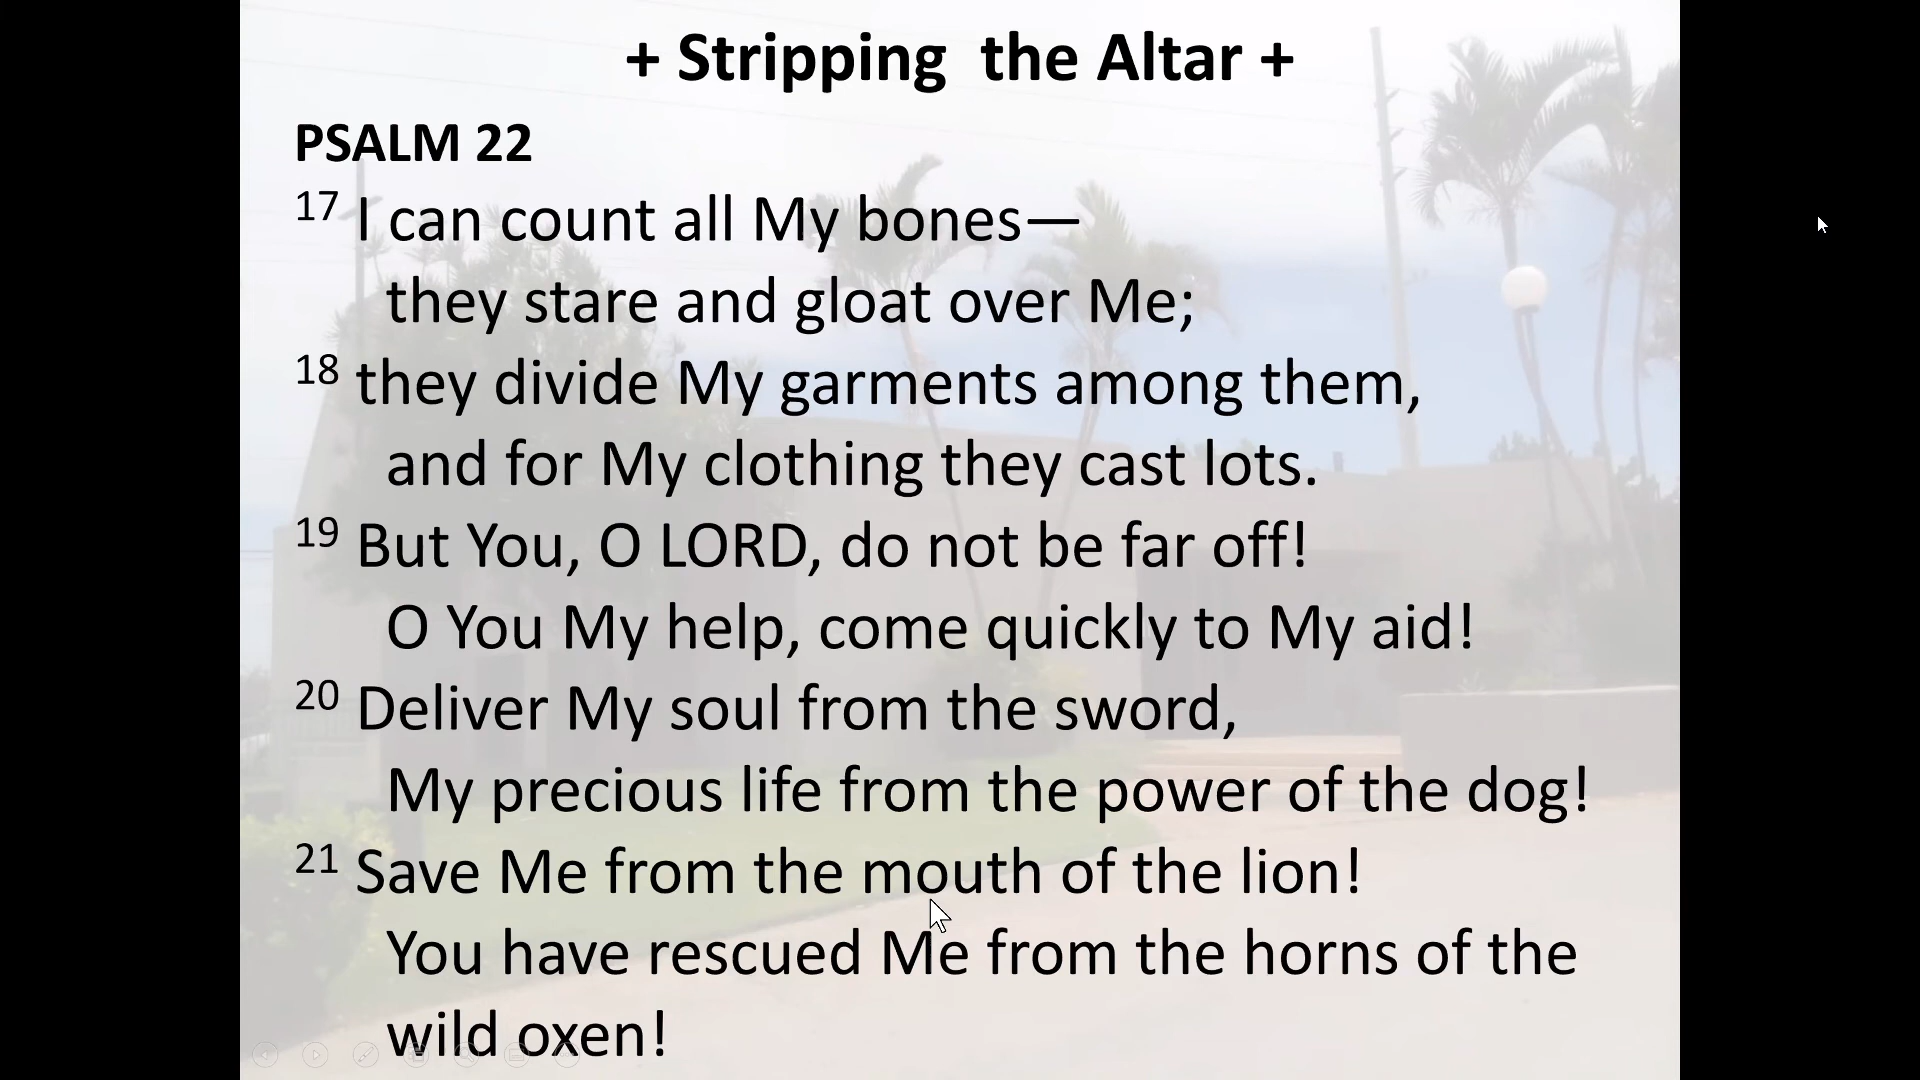 + Stripping  the Altar +
PSALM 22
17 I can count all My bones—
they stare and gloat over Me;
18 they divide My garments among them,
and for My clothing they cast lots.
19 But You, O LORD, do not be far off!
O You My help, come quickly to My aid!
20 Deliver My soul from the sword,
My precious life from the power of the dog!
21 Save Me from the mouth of the lion!
You have rescued Me from the horns of the
wild oxen!